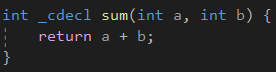 int _cdecl sum(int a, int b) {
    return a + b;
}